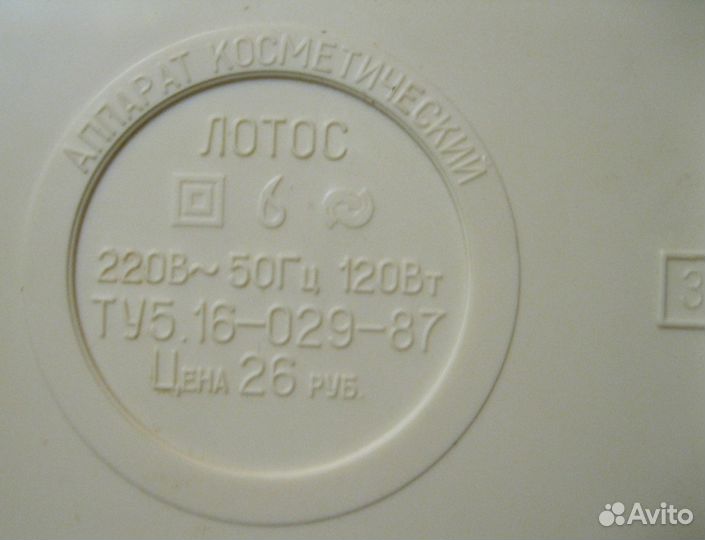 АППАРАТ КОСМЕТИЧЕСКИЙ
ЛОТОС
220В~ 50Гц 120Вт
ТУ5.16-029-87
Цена 26 руб.
З
Avito